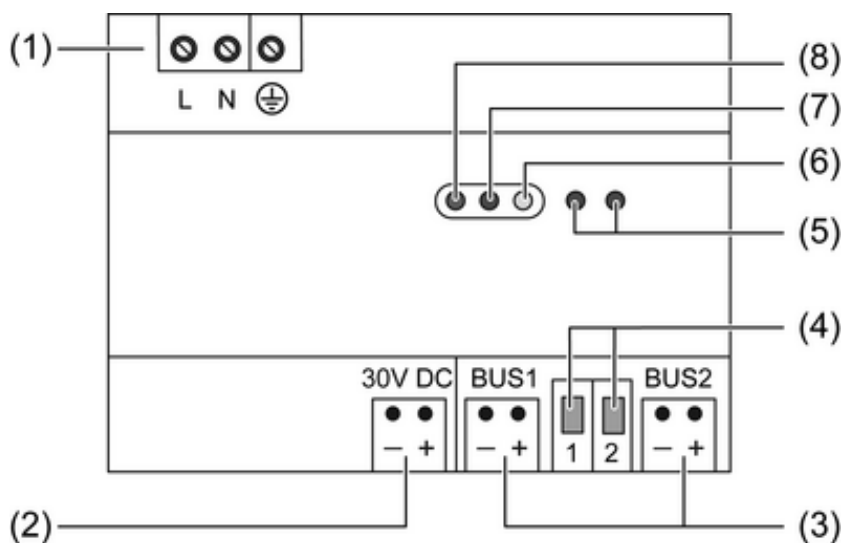 (1)
(8)
L N
(7)
(6)
(5)
(4)
30V DC BUS1 BUS2
− + − + 1 2 − +
(2)
(3)